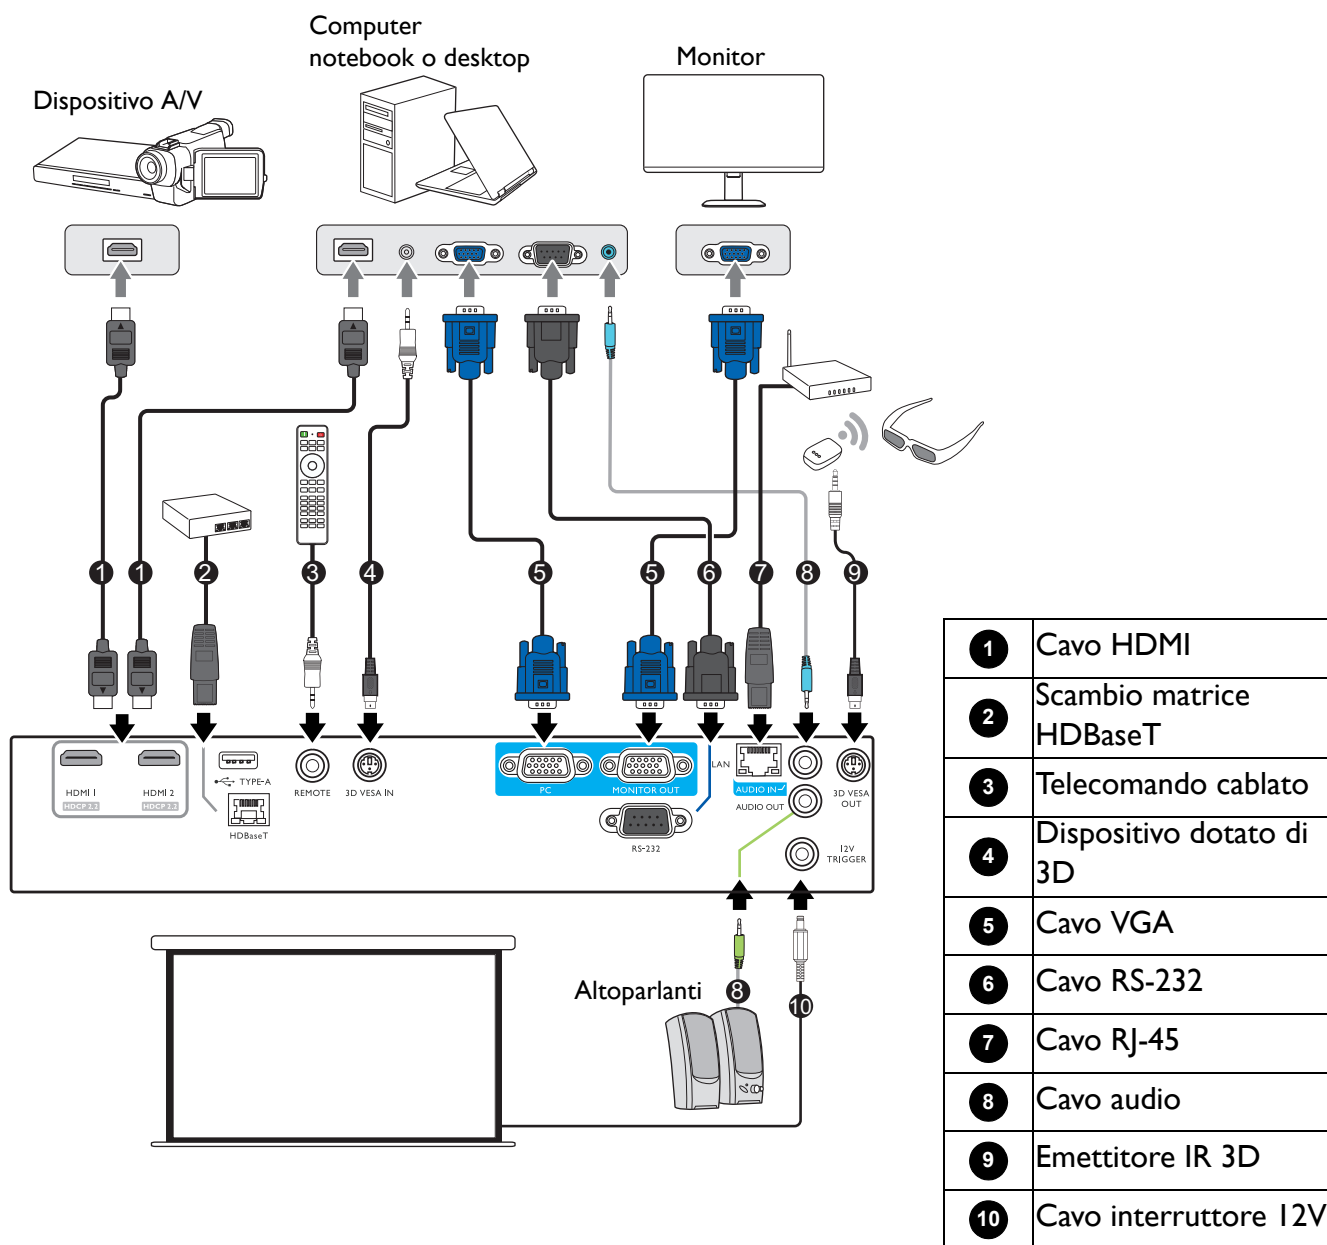 Computer
notebook o desktop
Monitor
Dispositivo A/V
1
1
2
3
4
5
5
6
7
8
9
HDMI 1
HDCP 2.2
HDMI 2
HDCP 2.2
TYPE-A
HDBaseT
REMOTE
3D VESA IN
PC
MONITOR OUT
LAN
AUDIO IN
AUDIO OUT
3D VESA
OUT
RS-232
12V
TRIGGER
Altoparlanti
8
10
1 Cavo HDMI
2 Scambio matrice
HDBaseT
3 Telecomando cablato
4 Dispositivo dotato di
3D
5 Cavo VGA
6 Cavo RS-232
7 Cavo RJ-45
8 Cavo audio
9 Emettitore IR 3D
10 Cavo interruttore 12V